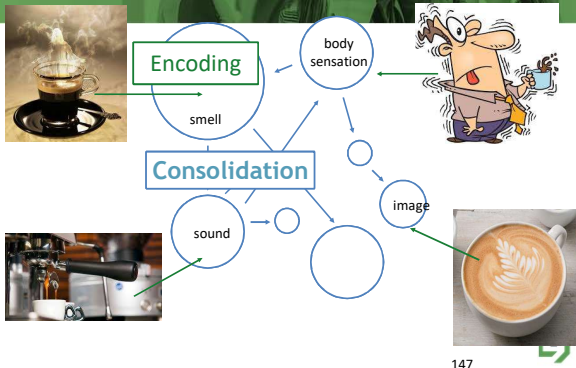 Encoding
body
sensation
smell
Consolidation
image
sound
147